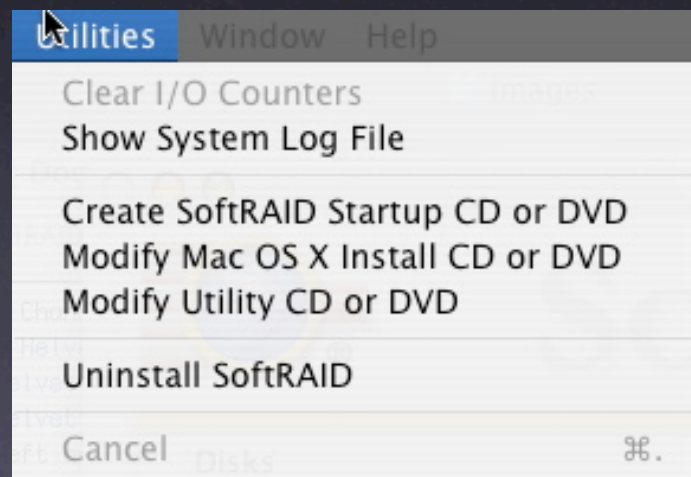 Utilities Window Help
Clear I/O Counters
Show System Log File
Create SoftRAID Startup CD or DVD
Modify Mac OS X Install CD or DVD
Modify Utility CD or DVD
Uninstall SoftRAID
Cancel ⌘.
Disks